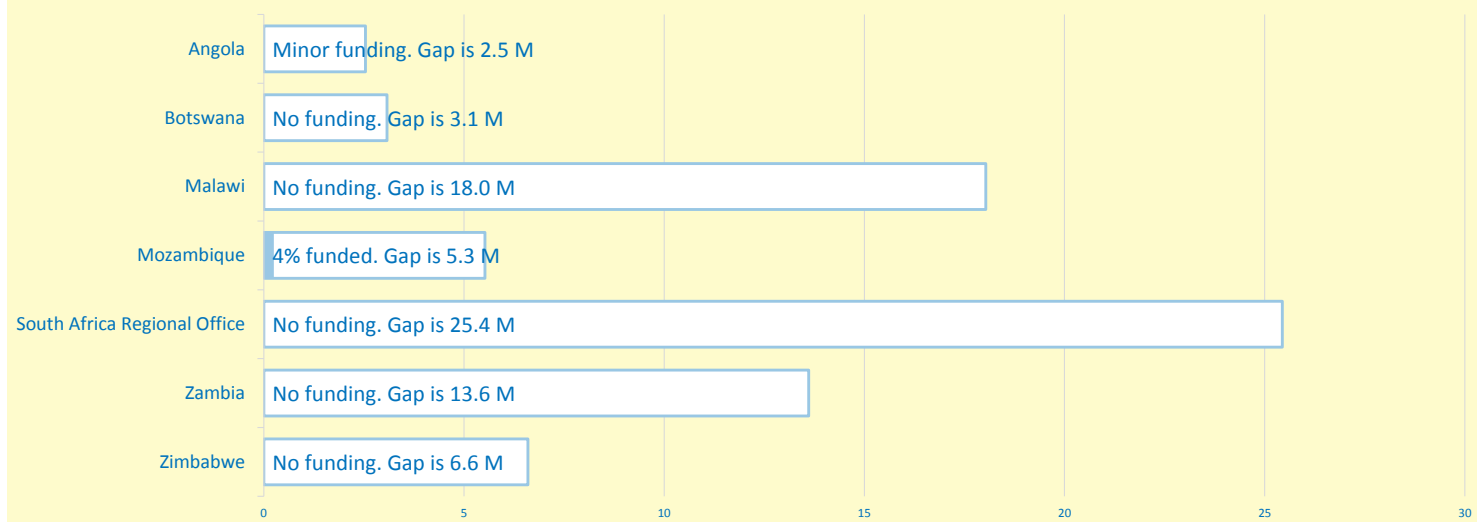 Angola Minor funding. Gap is 2.5 M
Botswana No funding. Gap is 3.1 M
Malawi No funding. Gap is 18.0 M
Mozambique 4% funded. Gap is 5.3 M
South Africa Regional Office No funding. Gap is 25.4 M
Zambia No funding. Gap is 13.6 M
Zimbabwe No funding. Gap is 6.6 M
0 5 10 15 20 25 30